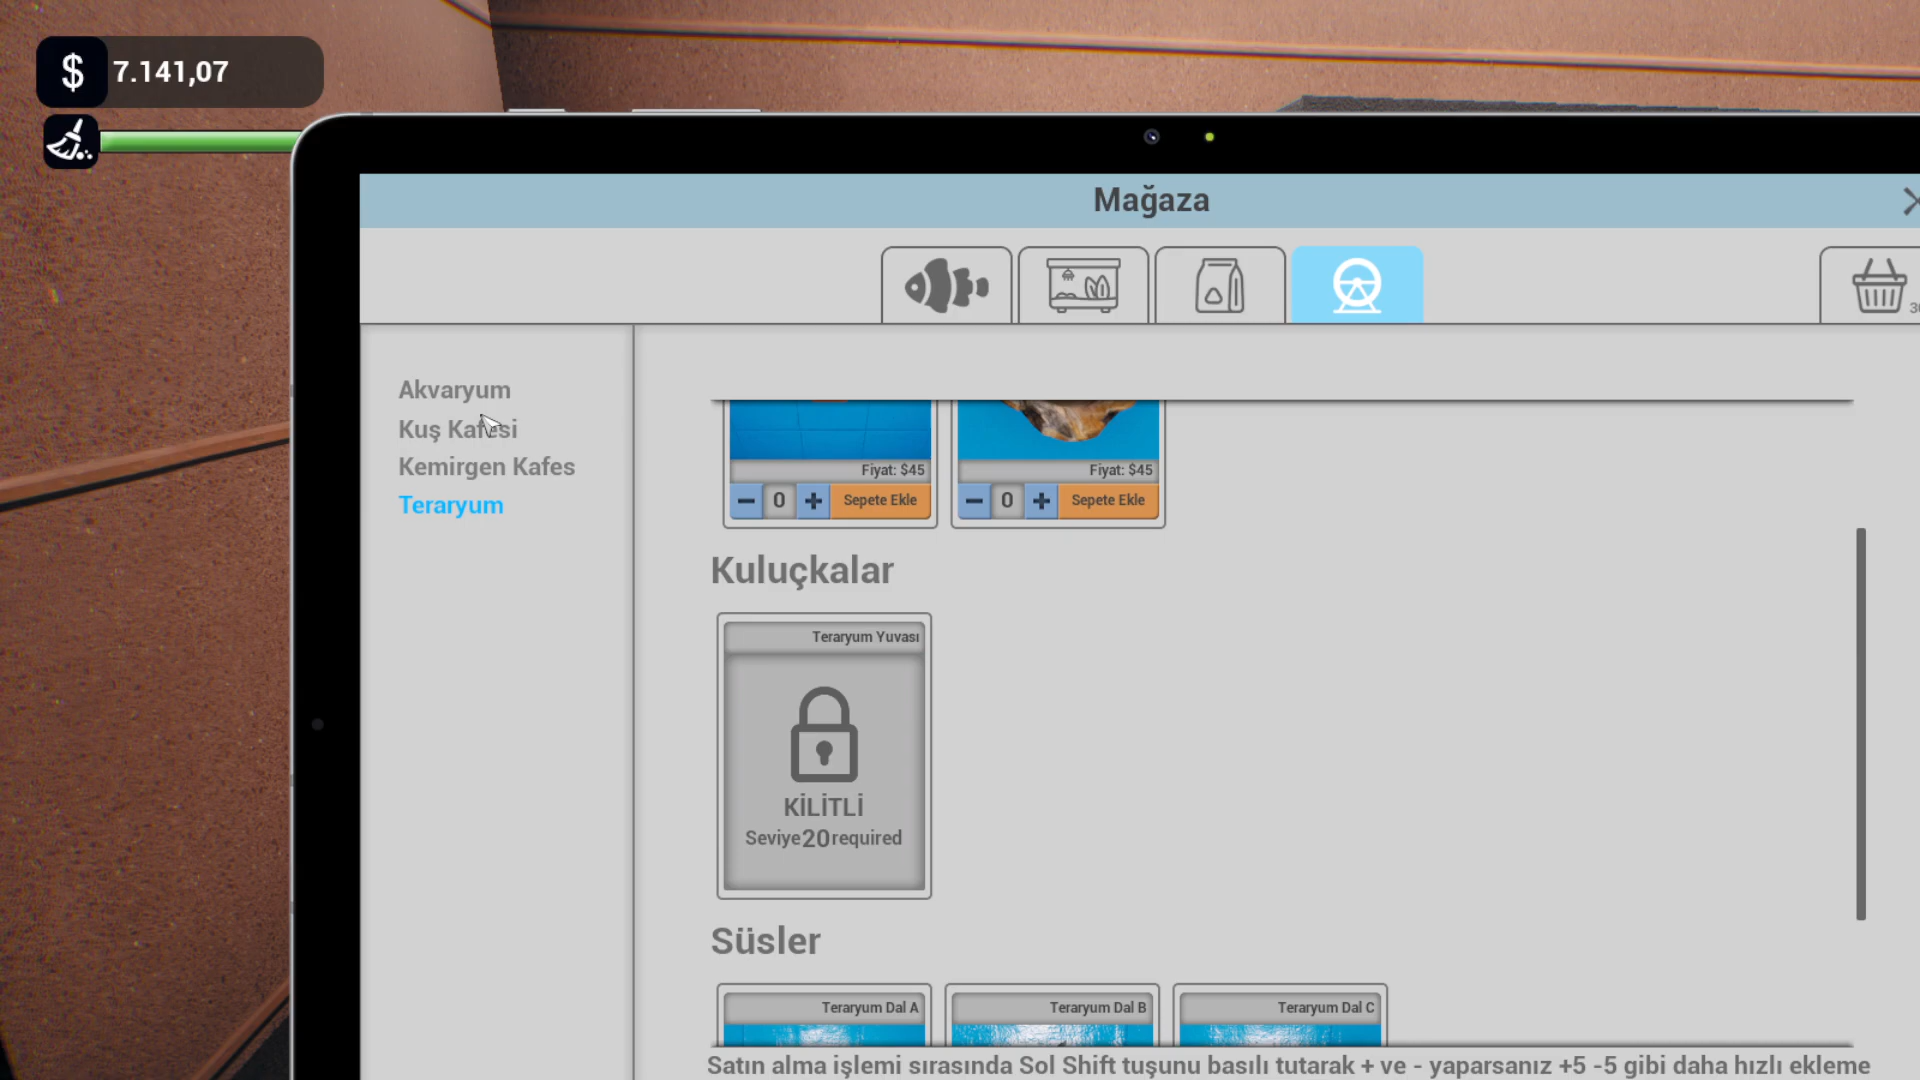 $ 7.141,07
Mağaza
Akvaryum
Kuş Kafesi
Kemirgen Kafes
Teraryum
Fiyat: $45
0
Sepete Ekle
Fiyat: $45
0
Sepete Ekle
Kuluçkalar
Teraryum Yuvası
KİLİTLİ
Seviye20required
Süsler
Teraryum Dal A
Teraryum Dal B
Teraryum Dal C
Satın alma işlemi sırasında Sol Shift tuşunu basılı tutarak + ve - yaparsanız +5 -5 gibi daha hızlı ekleme